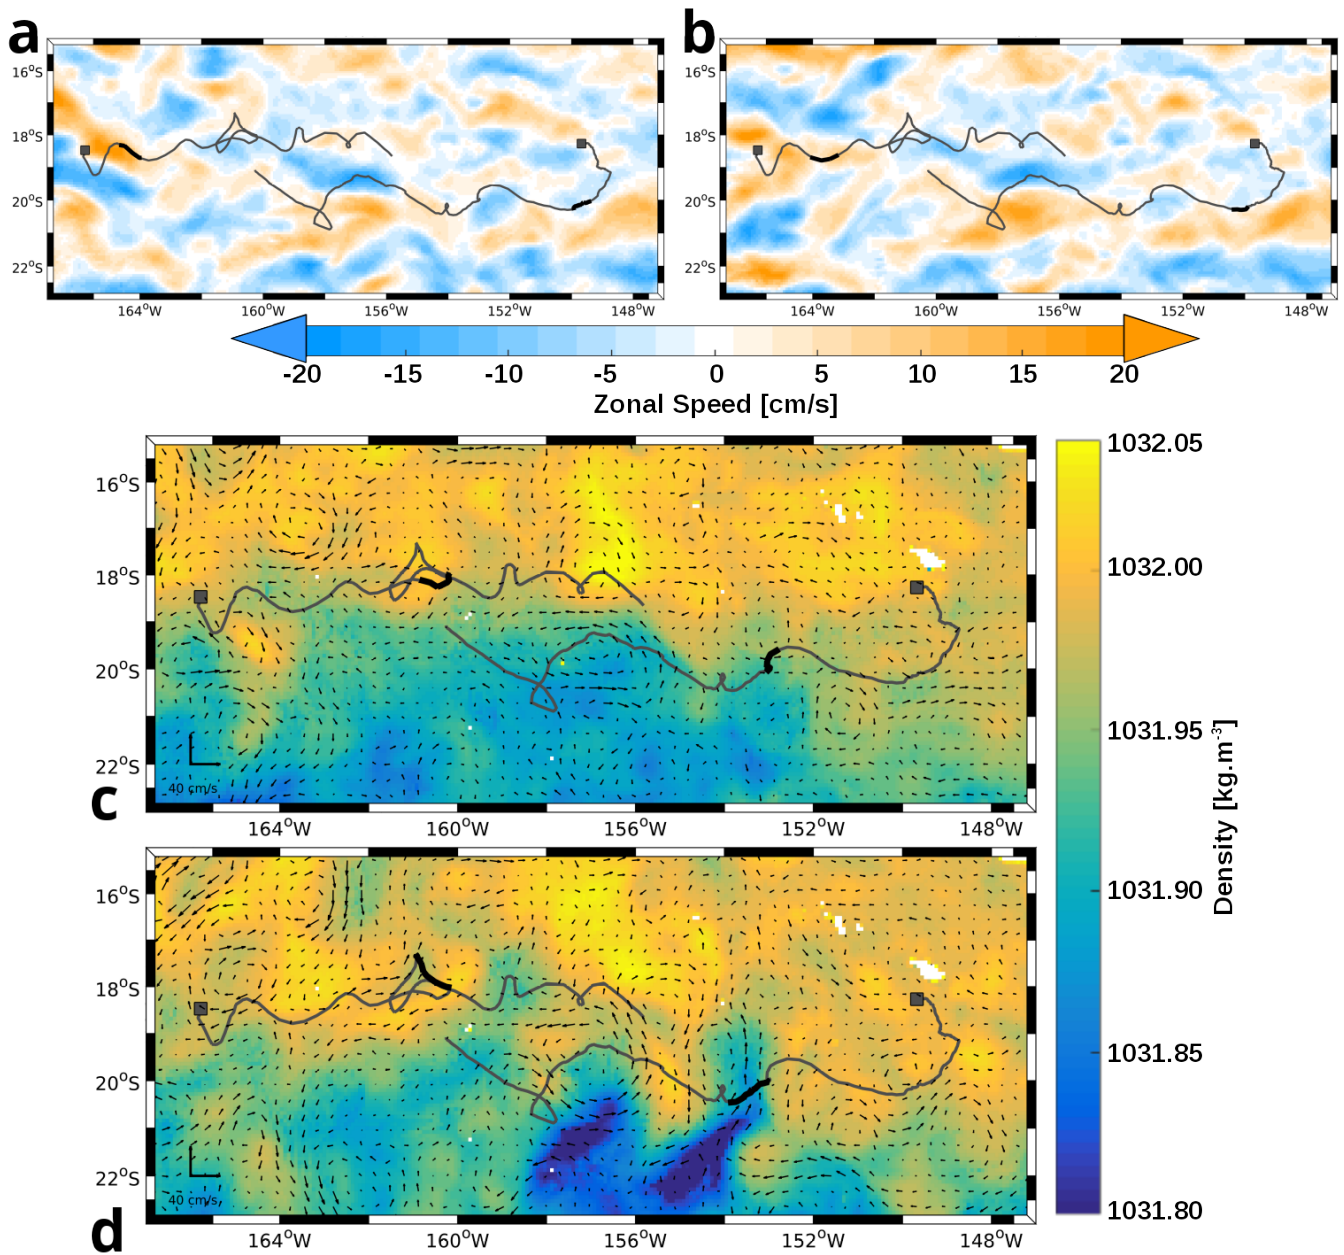 a
b
16°S
18°S
20°S
22°S
164°W
160°W
156°W
152°W
148°W
16°S
18°S
20°S
22°S
164°W
160°W
156°W
152°W
148°W
-20 -15 -10 -5 0 5 10 15 20
Zonal Speed [cm/s]
16°S
18°S
20°S
22°S
40 cm/s
c
164°W
160°W
156°W
152°W
148°W
16°S
18°S
20°S
22°S
40 cm/s
d
164°W
160°W
156°W
152°W
148°W
1032.05
1032.00
1031.95
1031.90
1031.85
1031.80
Density [kg.m⁻³]